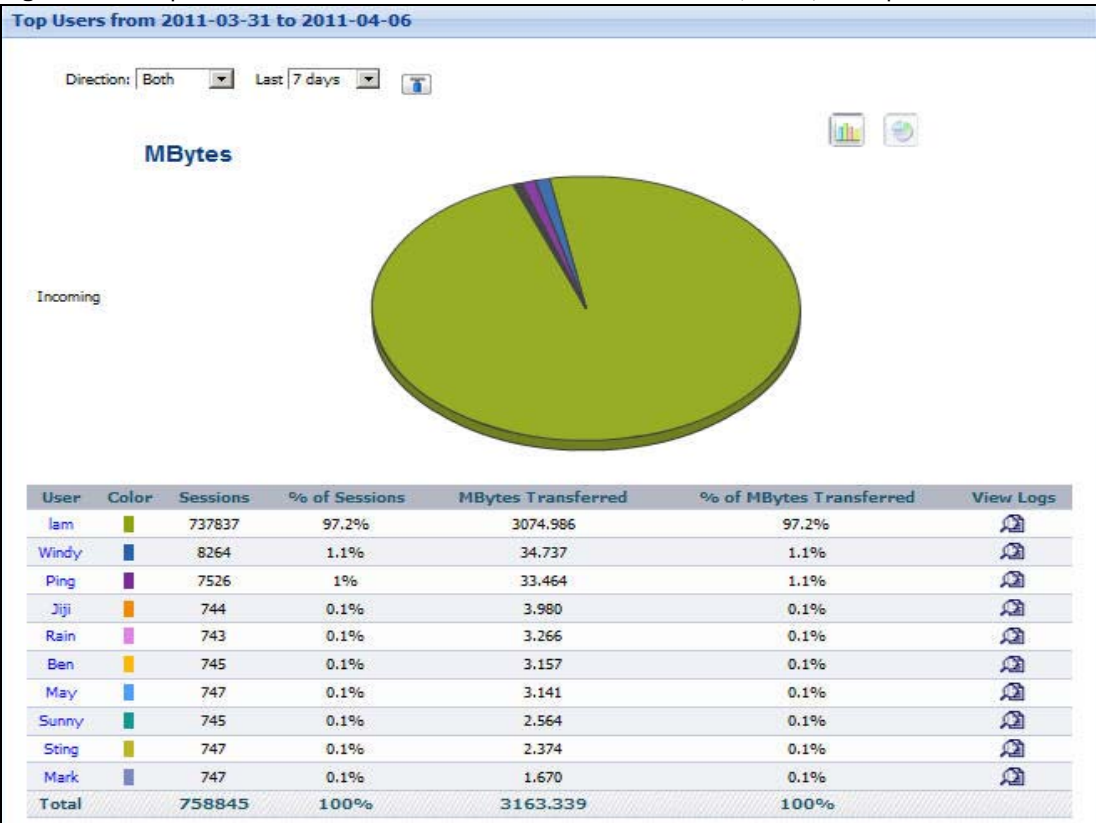 Top Users from 2011-03-31 to 2011-04-06
Direction: Both Last 7 days
MBytes
Incoming
User Color Sessions % of Sessions MBytes Transferred % of MBytes Transferred View Logs
lam 737837 97.2% 3074.986 97.2%
Windy 8264 1.1% 34.737 1.1%
Ping 7526 1% 33.464 1.1%
Jiji 744 0.1% 3.980 0.1%
Rain 743 0.1% 3.266 0.1%
Ben 745 0.1% 3.157 0.1%
May 747 0.1% 3.141 0.1%
Sunny 745 0.1% 2.564 0.1%
Sting 747 0.1% 2.374 0.1%
Mark 747 0.1% 1.670 0.1%
Total 758845 100% 3163.339 100%